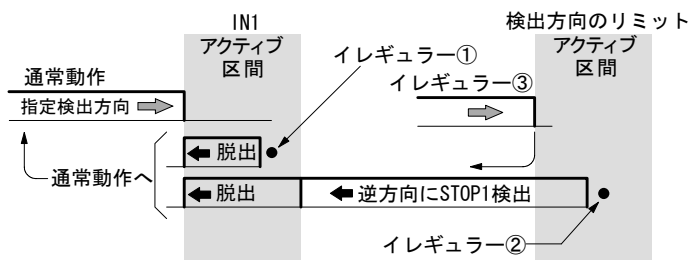 IN1
アクティブ
区間
検出方向のリミット
アクティブ
区間
イレギュラー①
通常動作
イレギュラー③
指定検出方向
脱出
通常動作へ
脱出
逆方向にSTOP1検出
イレギュラー②